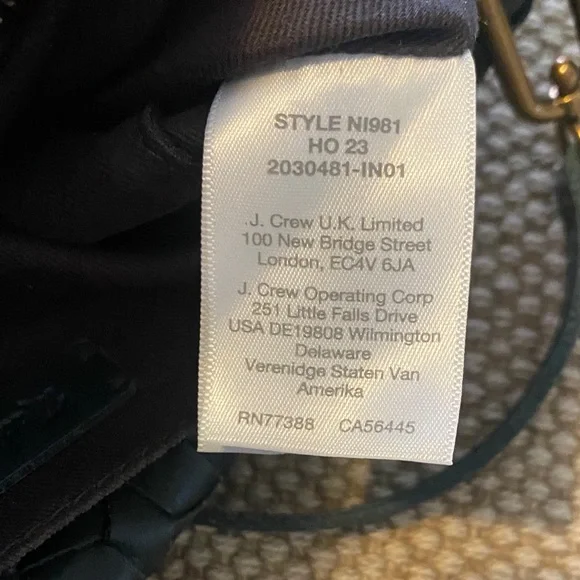 STYLE NI981
HO 23
2030481-IN01
J. Crew U.K. Limited
100 New Bridge Street
London, EC4V 6JA
J. Crew Operating Corp
251 Little Falls Drive
USA DE19808 Wilmington
Delaware
Verenidge Staten Van
Amerika
RN77388 CA56445